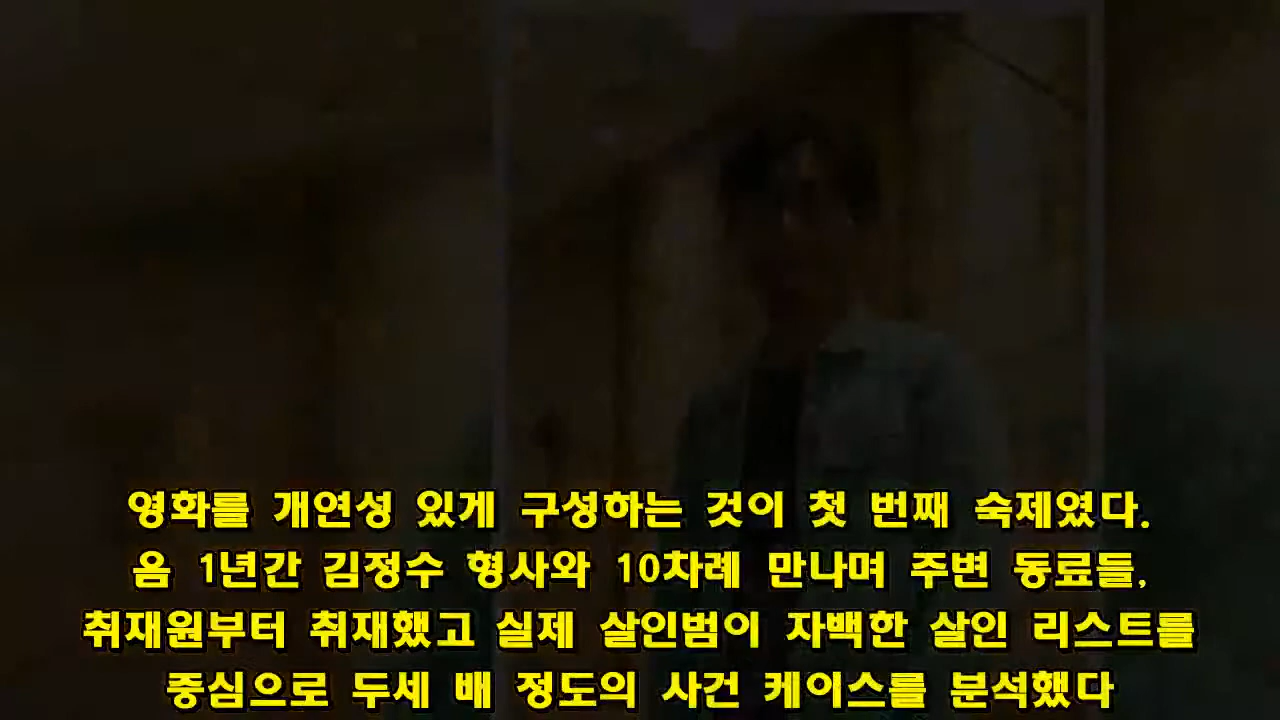 영화를 개연성 있게 구성하는 것이 첫 번째 숙제였다.
음 1년간 김정수 형사와 10차례 만나며 주변 동료들,
취재원부터 취재했고 실제 살인범이 자백한 살인 리스트를
중심으로 두세 배 정도의 사건 케이스를 분석했다